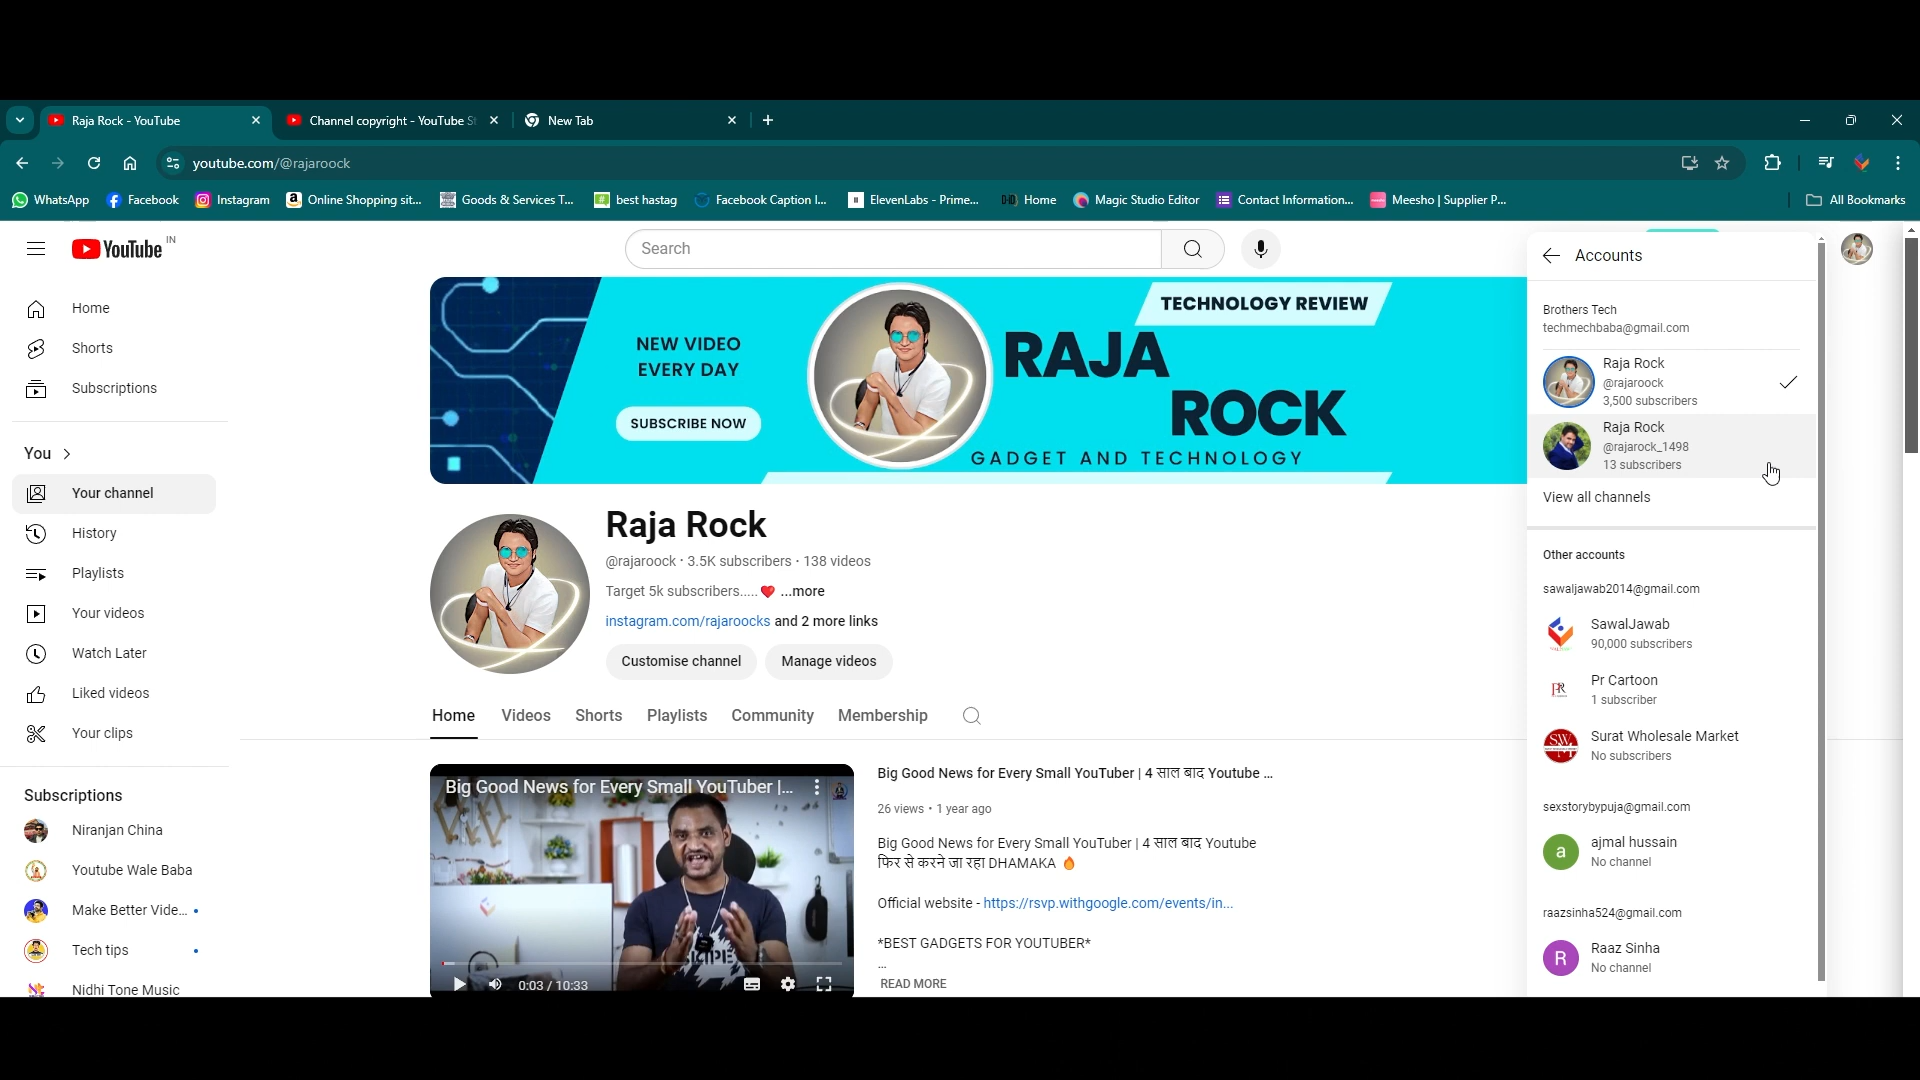 Raja Rock - YouTube
Channel copyright - YouTube S
New Tab
youtube.com/@rajaroock
WhatsApp
Facebook
Instagram
Online Shopping sit...
Goods & Services T...
best hastag
Facebook Caption I...
ElevenLabs - Prime...
Home
Magic Studio Editor
Contact Information...
Meesho | Supplier P...
All Bookmarks
YouTube IN
Search
Home
Shorts
Subscriptions
You
Your channel
History
Playlists
Your videos
Watch Later
Liked videos
Your clips
Subscriptions
Niranjan China
Youtube Wale Baba
Make Better Vide...
Tech tips
Nidhi Tone Music
NEW VIDEO
EVERY DAY
SUBSCRIBE NOW
TECHNOLOGY REVIEW
RAJA
ROCK
GADGET AND TECHNOLOGY
Raja Rock
@rajaroock · 3.5K subscribers · 138 videos
Target 5k subscribers..... ❤️ ...more
instagram.com/rajaroocks and 2 more links
Customise channel
Manage videos
Home
Videos
Shorts
Playlists
Community
Membership
Big Good News for Every Small YouTuber |...
0:03 / 10:33
Big Good News for Every Small YouTuber | 4 साल बाद Youtube ...
26 views • 1 year ago
Big Good News for Every Small YouTuber | 4 साल बाद Youtube
फिर से करने जा रहा DHAMAKA 🔥
Official website - https://rsvp.withgoogle.com/events/in...
*BEST GADGETS FOR YOUTUBER*
...
READ MORE
Accounts
Brothers Tech
techmechbaba@gmail.com
Raja Rock
@rajaroock
3,500 subscribers
Raja Rock
@rajarock_1498
13 subscribers
View all channels
Other accounts
sawaljawab2014@gmail.com
SawalJawab
90,000 subscribers
PR
Pr Cartoon
1 subscriber
SW
Surat Wholesale Market
No subscribers
sexstorybypuja@gmail.com
a
ajmal hussain
No channel
raazsinha524@gmail.com
R
Raaz Sinha
No channel